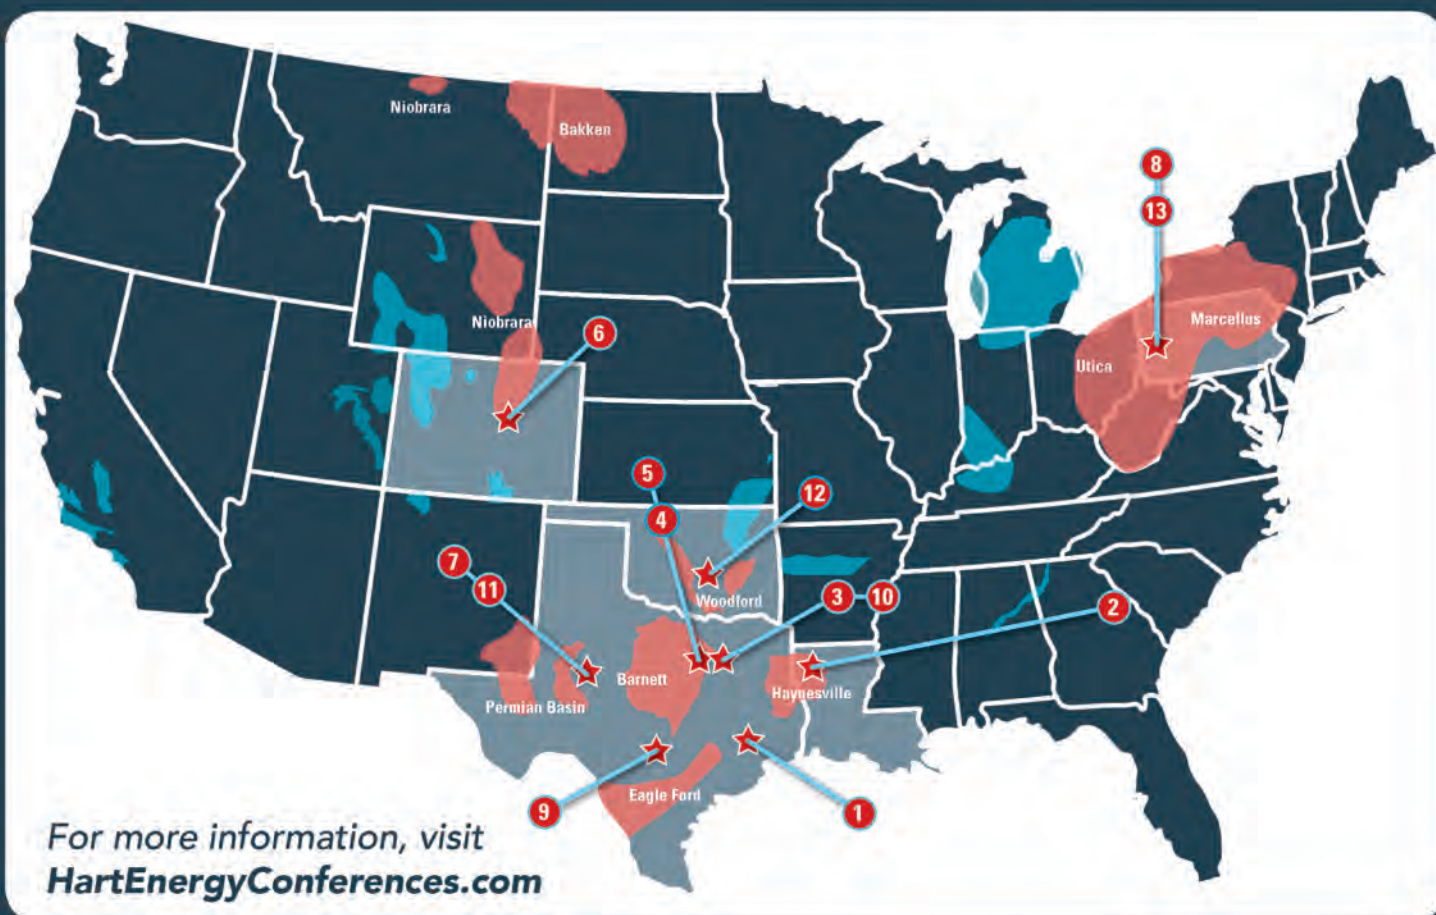 Niobrara
Bakken
8
13
Niobrara
6
Marcellus
Utica
5
12
4
7
11
Woodford
3
10
2
Barnett
Haynesville
Permian Basin
Eagle Ford
9
1
For more information, visit
HartEnergyConferences.com